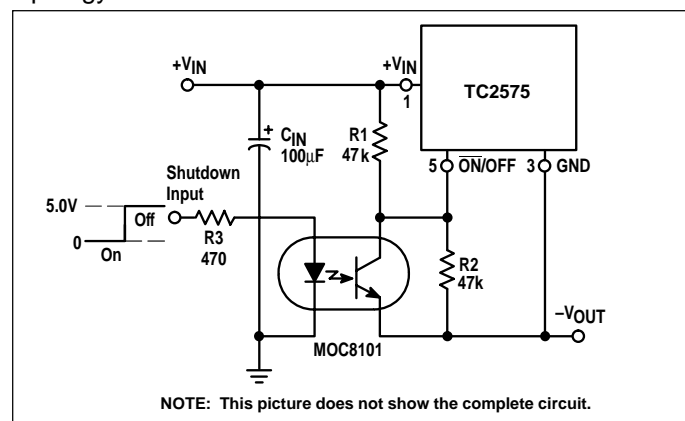 +VIN
+VIN
1
TC2575
CIN
100µF
+
R1
47k
5
ON/OFF
3
GND
Shutdown
Input
5.0V
Off
0
On
R3
470
R2
47k
–VOUT
MOC8101
NOTE: This picture does not show the complete circuit.